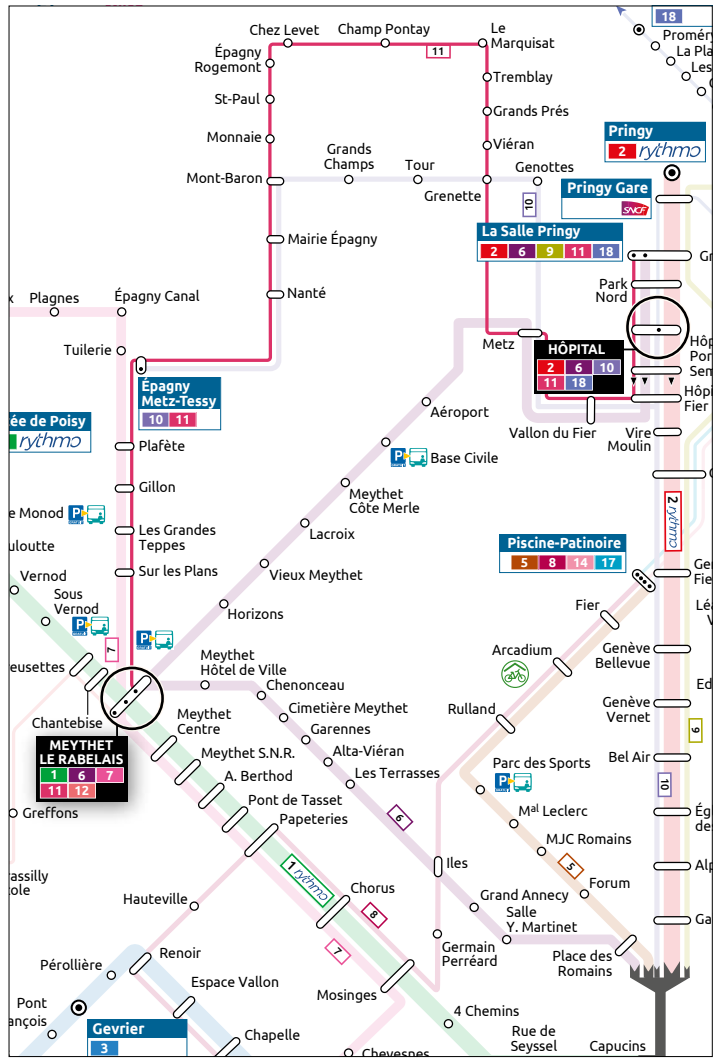 18
Chez Levet
Champ Pontay
Le
Marquisat
11
Épagny
Rogemont
Tremblay
St-Paul
Grands Prés
Monnaie
Viéran
Pringy
2 rythmo
Grands
Champs
Tour
Genottes
Mont-Baron
Grenette
10
Pringy Gare
SNCF
La Salle Pringy
2 6 9 11 18
Mairie Épagny
Park
Nord
Nanté
Plagnes
Épagny Canal
Tuilerie
Metz
HÔPITAL
2 6 10
11 18
Épagny
Metz-Tessy
10 11
Aéroport
Vallon du Fier
Vire
Moulin
ée de Poisy
rythmo
Plafète
P
Base Civile
Gillon
Meythet
Côte Merle
2 rythmo
e Monod
P
Les Grandes
Teppes
Lacroix
uloutte
Piscine-Patinoire
5 8 14 17
Sur les Plans
Vieux Meythet
Vernod
Sous
Vernod
P
P
7
Horizons
Fier
Arcadium
Genève
Bellevue
eusettes
Meythet
Hôtel de Ville
Chenonceau
Chantebise
Cimetière Meythet
Rulland
Genève
Vernet
Ed
Meythet
Centre
Garennes
9
MEYTHET
LE RABELAIS
1 6 7
11 12
Meythet S.N.R.
Alta-Viéran
Bel Air
A. Berthod
Les Terrasses
Parc des Sports
P
10
Pont de Tasset
Greffons
Papeteries
6
Mal Leclerc
MJC Romains
1 rythmo
Iles
5
Forum
rassilly
cole
Chorus
Hauteville
8
Grand Annecy
Salle
Y. Martinet
Germain
Perréard
7
Renoir
Place des
Romains
Pérollière
Espace Vallon
Mosinges
Pont
ançois
4 Chemins
Gevrier
3
Chapelle
Rue de
Seyssel
Capucins
Chevesnes